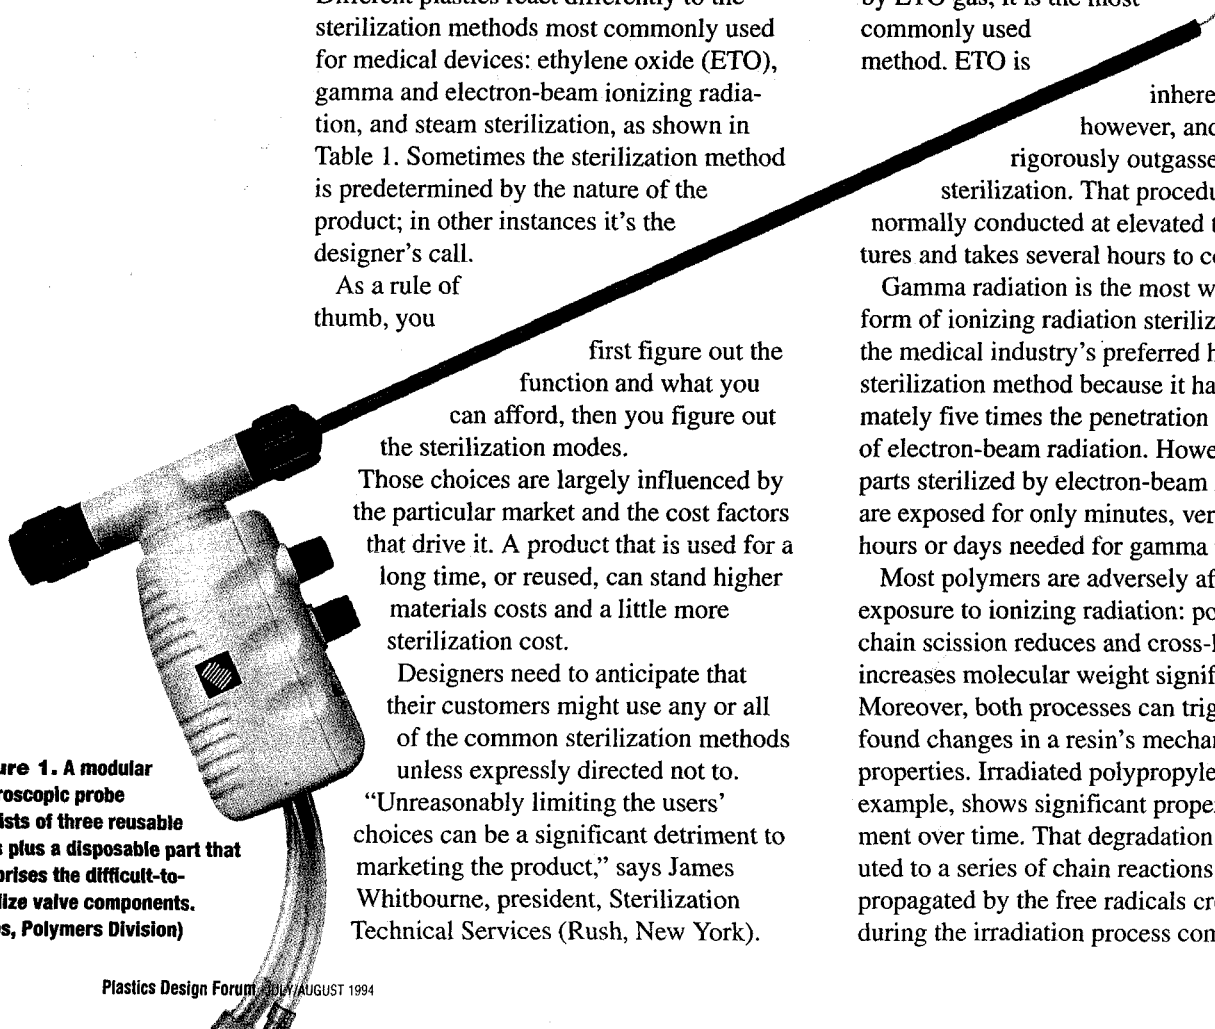 Different plastics react differently to the
sterilization methods most commonly used
for medical devices: ethylene oxide (ETO),
gamma and electron-beam ionizing radia-
tion, and steam sterilization, as shown in
Table 1. Sometimes the sterilization method
is predetermined by the nature of the
product; in other instances it's the
designer's call.
As a rule of
thumb, you
first figure out the
function and what you
can afford, then you figure out
the sterilization modes.
Those choices are largely influenced by
the particular market and the cost factors
that drive it. A product that is used for a
long time, or reused, can stand higher
materials costs and a little more
sterilization cost.
Designers need to anticipate that
their customers might use any or all
of the common sterilization methods
unless expressly directed not to.
“Unreasonably limiting the users'
choices can be a significant detriment to
marketing the product,” says James
Whitbourne, president, Sterilization
Technical Services (Rush, New York).
by ETO gas, it is the most
commonly used
method. ETO is
inhere
however, and
rigorously outgasse
sterilization. That procedu
normally conducted at elevated t
tures and takes several hours to c
Gamma radiation is the most w
form of ionizing radiation steriliz
the medical industry's preferred h
sterilization method because it ha
mately five times the penetration
of electron-beam radiation. Howe
parts sterilized by electron-beam
are exposed for only minutes, ver
hours or days needed for gamma
Most polymers are adversely af
exposure to ionizing radiation: po
chain scission reduces and cross-l
increases molecular weight signif
Moreover, both processes can trig
found changes in a resin's mechan
properties. Irradiated polypropyle
example, shows significant proper
ment over time. That degradation
uted to a series of chain reactions
propagated by the free radicals cr
during the irradiation process com
ure 1. A modular
roscopic probe
ists of three reusable
s plus a disposable part that
prises the difficult-to-
lize valve components.
s, Polymers Division)
Plastics Design Forum JULY/AUGUST 1994